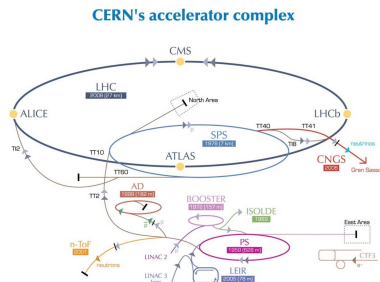 CERN's accelerator complex
CMS
LHC
2008 (27 km)
North Area
ALICE
LHCb
TT40
TT41
SPS
1976 (7 km)
TI8
TI2
TT10
ATLAS
CNGS
2006
neutrinos
Gran Sasso
TT60
AD
1999 (182 m)
TT2
BOOSTER
1972 (157 m)
ISOLDE
1989
East Area
n-ToF
2001
PS
1959 (628 m)
neutrons
LINAC 2
CTF3
LINAC 3
LEIR
2005 (78 m)